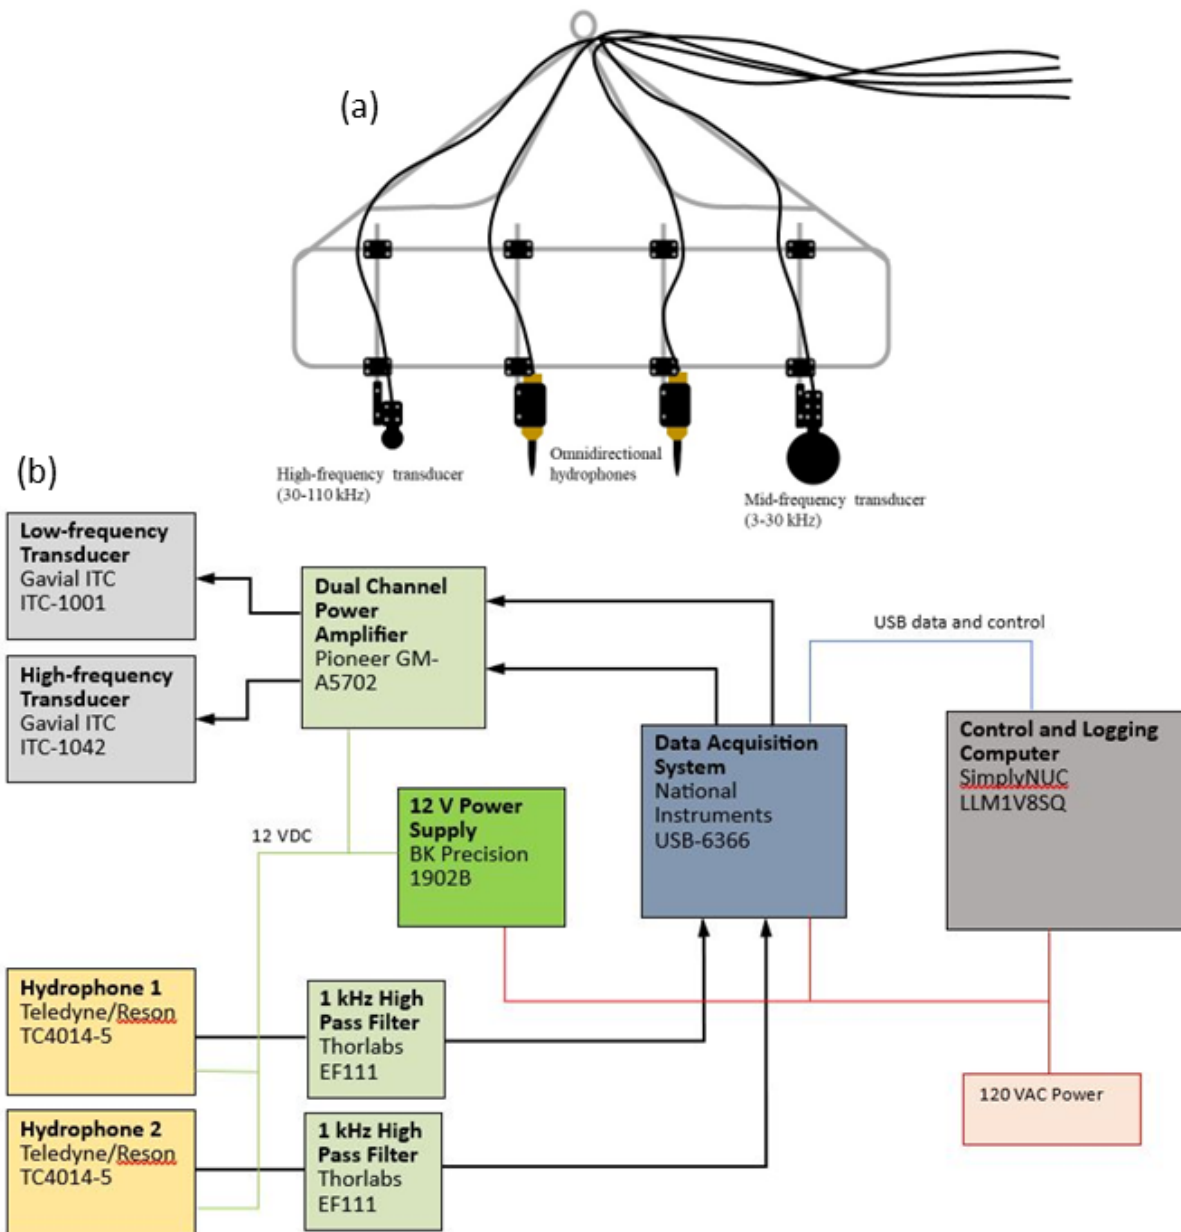 (a)
High-frequency transducer
(30-110 kHz)
Omnidirectional
hydrophones
Mid-frequency transducer
(3-30 kHz)
(b)
Low-frequency
Transducer
Gavial ITC
ITC-1001
High-frequency
Transducer
Gavial ITC
ITC-1042
Dual Channel
Power
Amplifier
Pioneer GM-
A5702
USB data and control
Data Acquisition
System
National
Instruments
USB-6366
Control and Logging
Computer
SimplyNUC
LLM1V8SQ
12 V Power
Supply
BK Precision
1902B
12 VDC
Hydrophone 1
Teledyne/Reson
TC4014-5
1 kHz High
Pass Filter
Thorlabs
EF111
120 VAC Power
Hydrophone 2
Teledyne/Reson
TC4014-5
1 kHz High
Pass Filter
Thorlabs
EF111